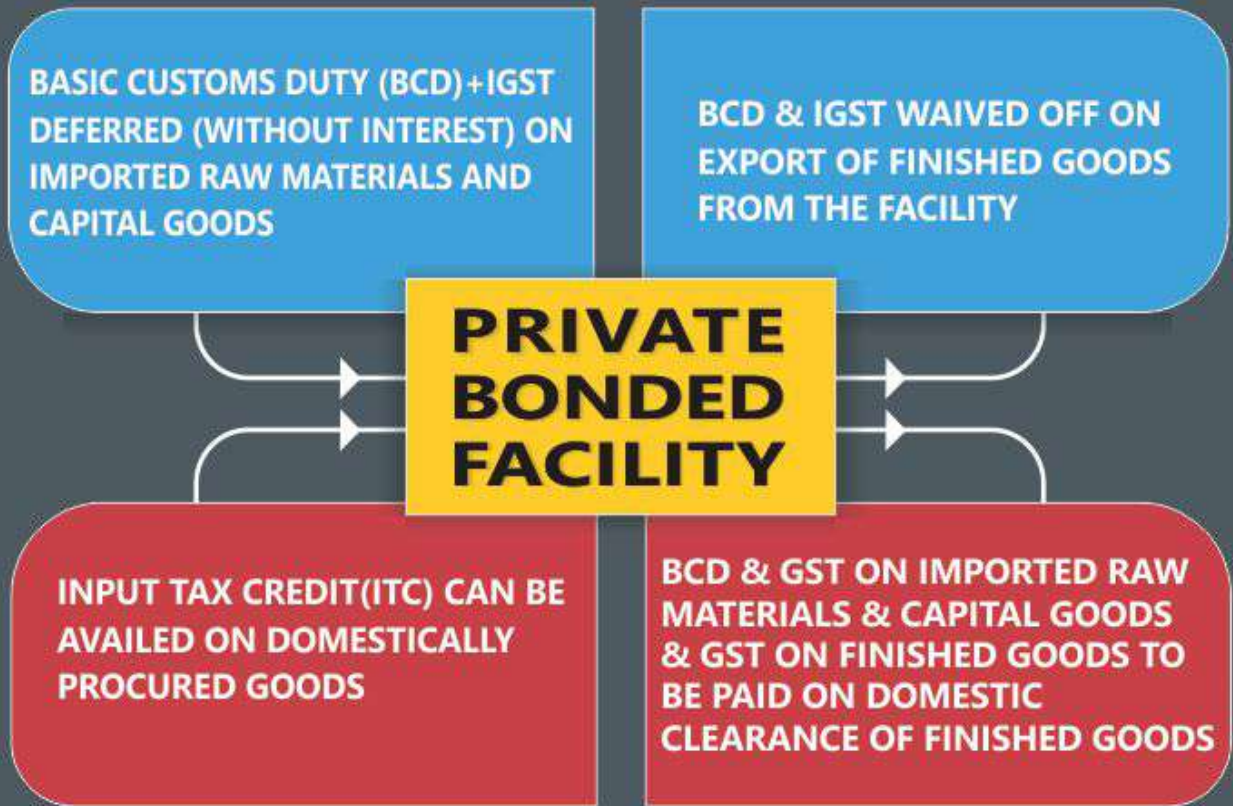 BASIC CUSTOMS DUTY (BCD)+IGST
DEFERRED (WITHOUT INTEREST) ON
IMPORTED RAW MATERIALS AND
CAPITAL GOODS
BCD & IGST WAIVED OFF ON
EXPORT OF FINISHED GOODS
FROM THE FACILITY
PRIVATE
BONDED
FACILITY
INPUT TAX CREDIT(ITC) CAN BE
AVAILED ON DOMESTICALLY
PROCURED GOODS
BCD & GST ON IMPORTED RAW
MATERIALS & CAPITAL GOODS
& GST ON FINISHED GOODS TO
BE PAID ON DOMESTIC
CLEARANCE OF FINISHED GOODS